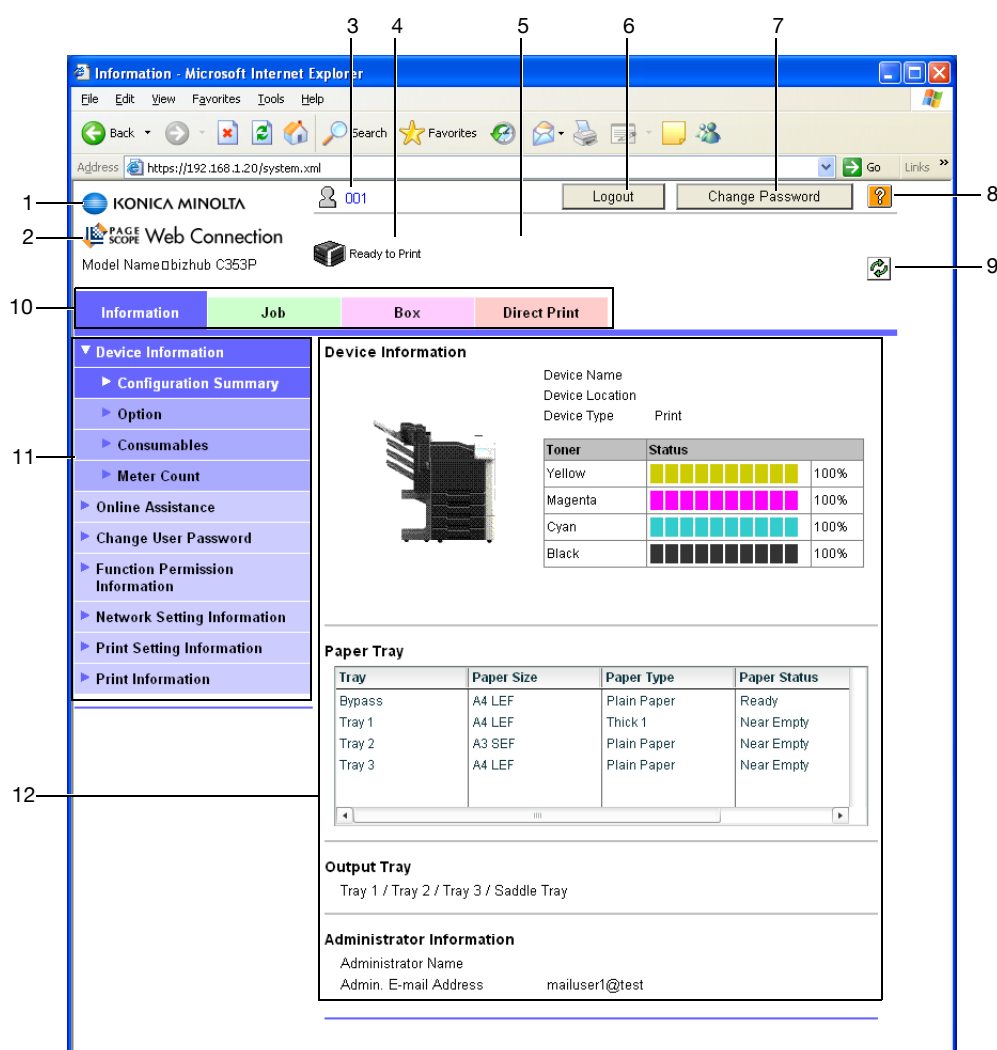 3 4 5 6 7
Information - Microsoft Internet Explorer
File Edit View Favorites Tools Help
Back Search Favorites
Address https://192.168.1.20/system.xml Go Links »
1 KONICA MINOLTA 001 Logout Change Password ? 8
2 PAGE SCOPE Web Connection
Ready to Print
Model Name□bizhub C353P 9
10 Information Job Box Direct Print
Device Information
Configuration Summary
Option
Consumables
11
Meter Count
Online Assistance
Change User Password
Function Permission
Information
Network Setting Information
Print Setting Information
Print Information
Device Information
Device Name
Device Location
Device Type Print
Toner Status
Yellow 100%
Magenta 100%
Cyan 100%
Black 100%
Paper Tray
Tray Paper Size Paper Type Paper Status
Bypass A4 LEF Plain Paper Ready
Tray 1 A4 LEF Thick 1 Near Empty
Tray 2 A3 SEF Plain Paper Near Empty
Tray 3 A4 LEF Plain Paper Near Empty
12
Output Tray
Tray 1 / Tray 2 / Tray 3 / Saddle Tray
Administrator Information
Administrator Name
Admin. E-mail Address mailuser1@test